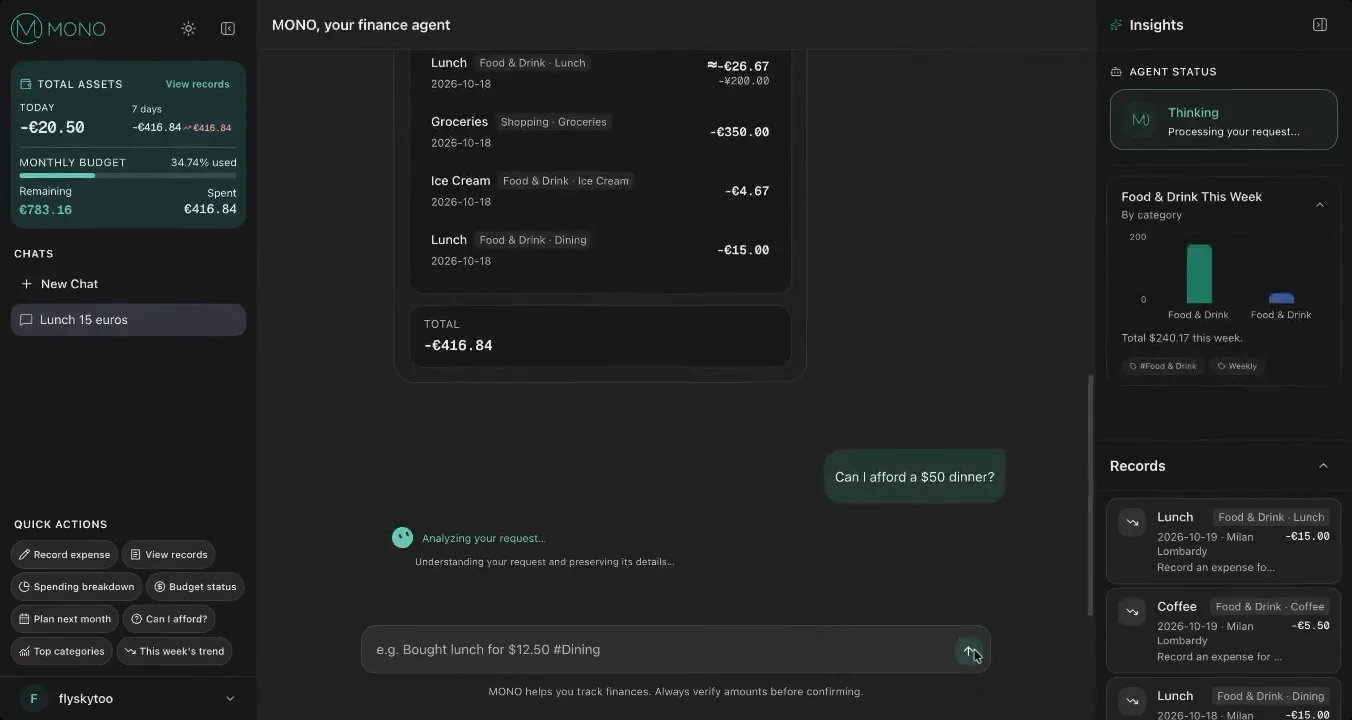 MONO
TOTAL ASSETS
View records
TODAY
7 days
-€20.50
-€416.84
€416.84
MONTHLY BUDGET
34.74% used
Remaining
Spent
€783.16
€416.84
CHATS
New Chat
Lunch 15 euros
QUICK ACTIONS
Record expense
View records
Spending breakdown
Budget status
Plan next month
Can I afford?
Top categories
This week's trend
F
flyskytoo
MONO, your finance agent
Lunch
Food & Drink · Lunch
≈-€26.67
2026-10-18
-¥200.00
Groceries
Shopping · Groceries
-€350.00
2026-10-18
Ice Cream
Food & Drink · Ice Cream
-€4.67
2026-10-18
Lunch
Food & Drink · Dining
-€15.00
2026-10-18
TOTAL
-€416.84
Can I afford a $50 dinner?
Analyzing your request...
Understanding your request and preserving its details...
e.g. Bought lunch for $12.50 #Dining
MONO helps you track finances. Always verify amounts before confirming.
Insights
AGENT STATUS
Thinking
Processing your request...
Food & Drink This Week
By category
200
0
Food & Drink
Food & Drink
Total $240.17 this week.
#Food & Drink
Weekly
Records
Lunch
Food & Drink · Lunch
2026-10-19 · Milan
-€15.00
Lombardy
Record an expense fo...
Coffee
Food & Drink · Coffee
2026-10-19 · Milan
-€5.50
Lombardy
Record an expense for ...
Lunch
Food & Drink · Dining
2026-10-18 · Milan
-€15.00